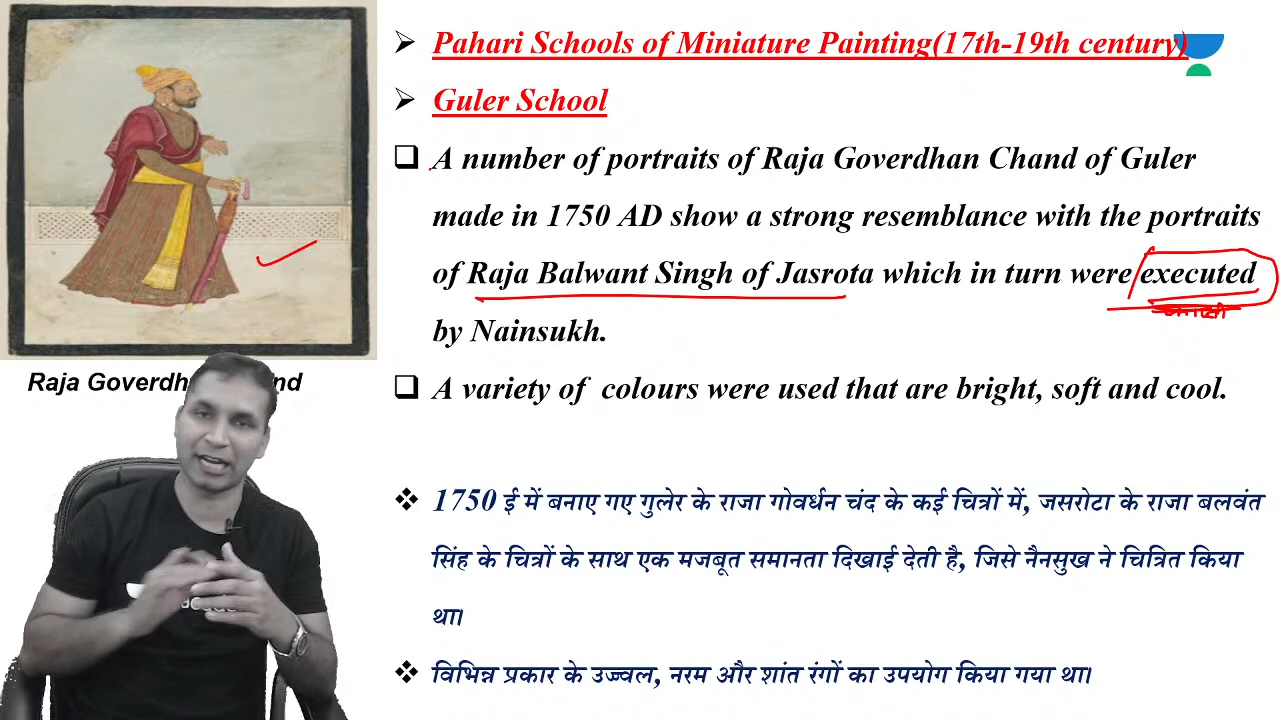 Pahari Schools of Miniature Painting(17th-19th century)
Guler School
A number of portraits of Raja Goverdhan Chand of Guler
made in 1750 AD show a strong resemblance with the portraits
of Raja Balwant Singh of Jasrota which in turn were executed
by Nainsukh.
A variety of colours were used that are bright, soft and cool.
Raja Goverdh nd
1750 ई में बनाए गए गुलेर के राजा गोवर्धन चंद के कई चित्रों में, जसरोटा के राजा बलवंत
सिंह के चित्रों के साथ एक मजबूत समानता दिखाई देती है, जिसे नैनसुख ने चित्रित किया
था।
विभिन्न प्रकार के उज्वल, नरम और शांत रंगों का उपयोग किया गया था।